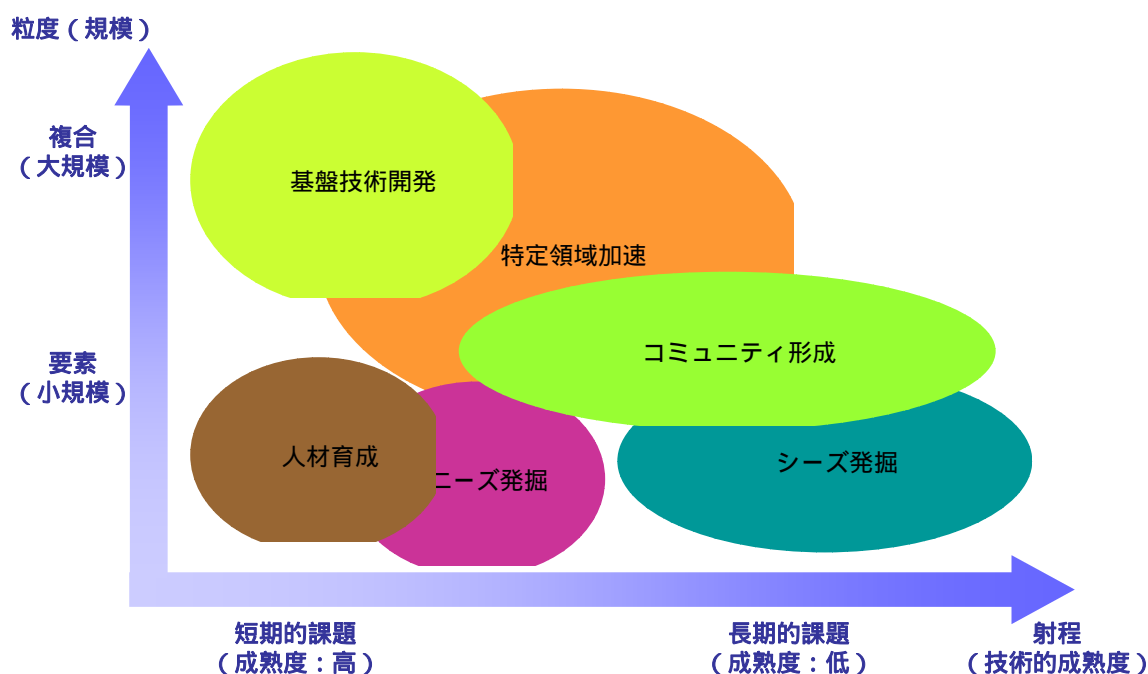 粒度（規模）
複合
（大規模）
基盤技術開発
特定領域加速
コミュニティ形成
要素
（小規模）
人材育成
ニーズ発掘
シーズ発掘
短期的課題
（成熟度：高）
長期的課題
（成熟度：低）
射程
（技術的成熟度）